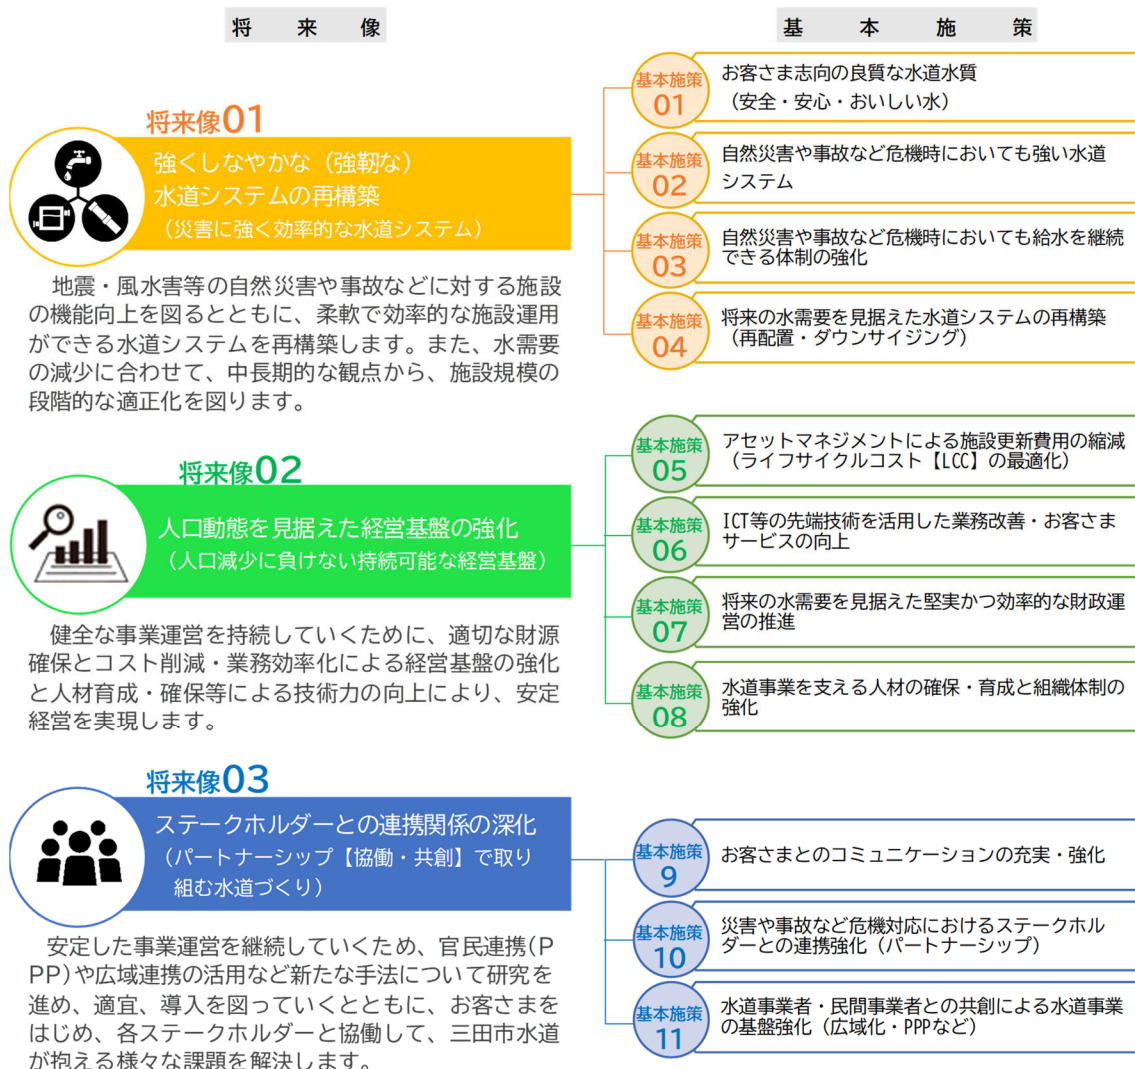 将来像
基本施策
将来像01
強くしなやかな（強靭な）
水道システムの再構築
（災害に強く効率的な水道システム）
地震・風水害等の自然災害や事故などに対する施設
の機能向上を図るとともに、柔軟で効率的な施設運用
ができる水道システムを再構築します。また、水需要
の減少に合わせて、中長期的な観点から、施設規模の
段階的な適正化を図ります。
基本施策
01
お客さま志向の良質な水道水質
（安全・安心・おいしい水）
基本施策
02
自然災害や事故など危機時においても強い水道
システム
基本施策
03
自然災害や事故など危機時においても給水を継続
できる体制の強化
基本施策
04
将来の水需要を見据えた水道システムの再構築
（再配置・ダウンサイジング）
将来像02
人口動態を見据えた経営基盤の強化
（人口減少に負けない持続可能な経営基盤）
健全な事業運営を持続していくために、適切な財源
確保とコスト削減・業務効率化による経営基盤の強化
と人材育成・確保等による技術力の向上により、安定
経営を実現します。
基本施策
05
アセットマネジメントによる施設更新費用の縮減
（ライフサイクルコスト【LCC】の最適化）
基本施策
06
ICT等の先端技術を活用した業務改善・お客さま
サービスの向上
基本施策
07
将来の水需要を見据えた堅実かつ効率的な財政運
営の推進
基本施策
08
水道事業を支える人材の確保・育成と組織体制の
強化
将来像03
ステークホルダーとの連携関係の深化
（パートナーシップ【協働・共創】で取り
組む水道づくり）
安定した事業運営を継続していくため、官民連携(P
PP)や広域連携の活用など新たな手法について研究を
進め、適宜、導入を図っていくとともに、お客さまを
はじめ、各ステークホルダーと協働して、三田市水道
が抱える様々な課題を解決します。
基本施策
9
お客さまとのコミュニケーションの充実・強化
基本施策
10
災害や事故など危機対応におけるステークホル
ダーとの連携強化（パートナーシップ）
基本施策
11
水道事業者・民間事業者との共創による水道事業
の基盤強化（広域化・PPPなど）